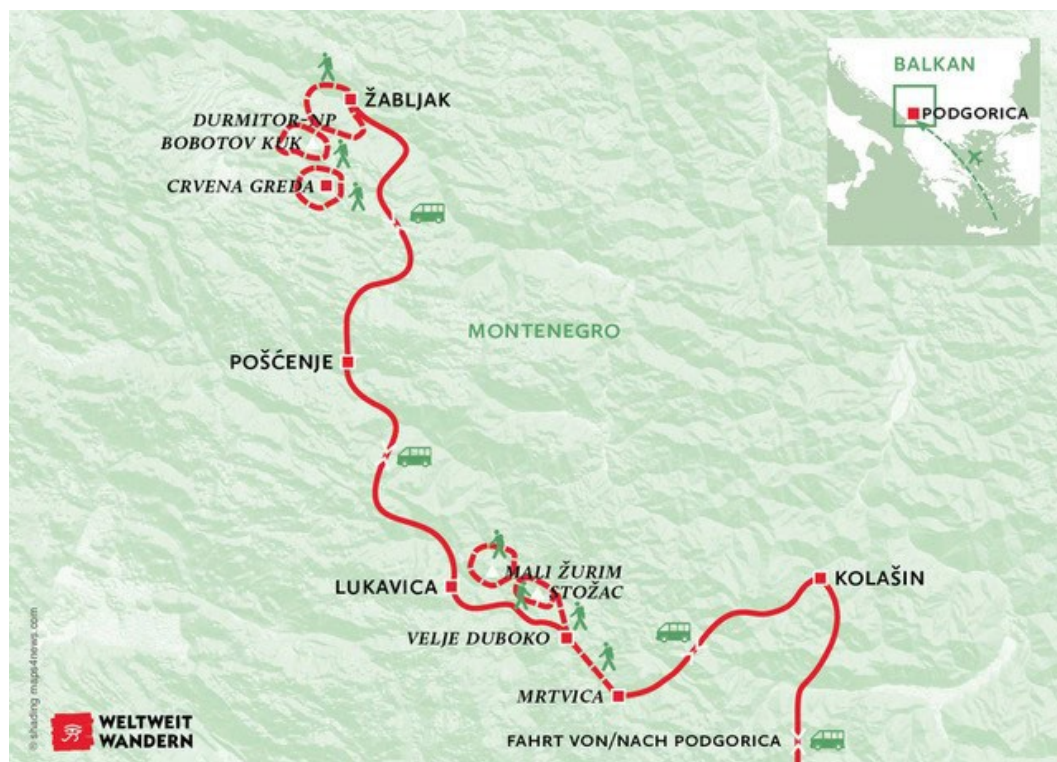 BALKAN
PODGORICA
ŽABLJAK
DURMITOR-NP
BOBOTOV KUK
CRVENA GREDA
MONTENEGRO
POŠĆENJE
MALI ŽURIM
STOŽAC
LUKAVICA
KOLAŠIN
VELJE DUBOKO
MRTVICA
FAHRT VON/NACH PODGORICA
WELTWEIT
WANDERN
© shading maps4news.com